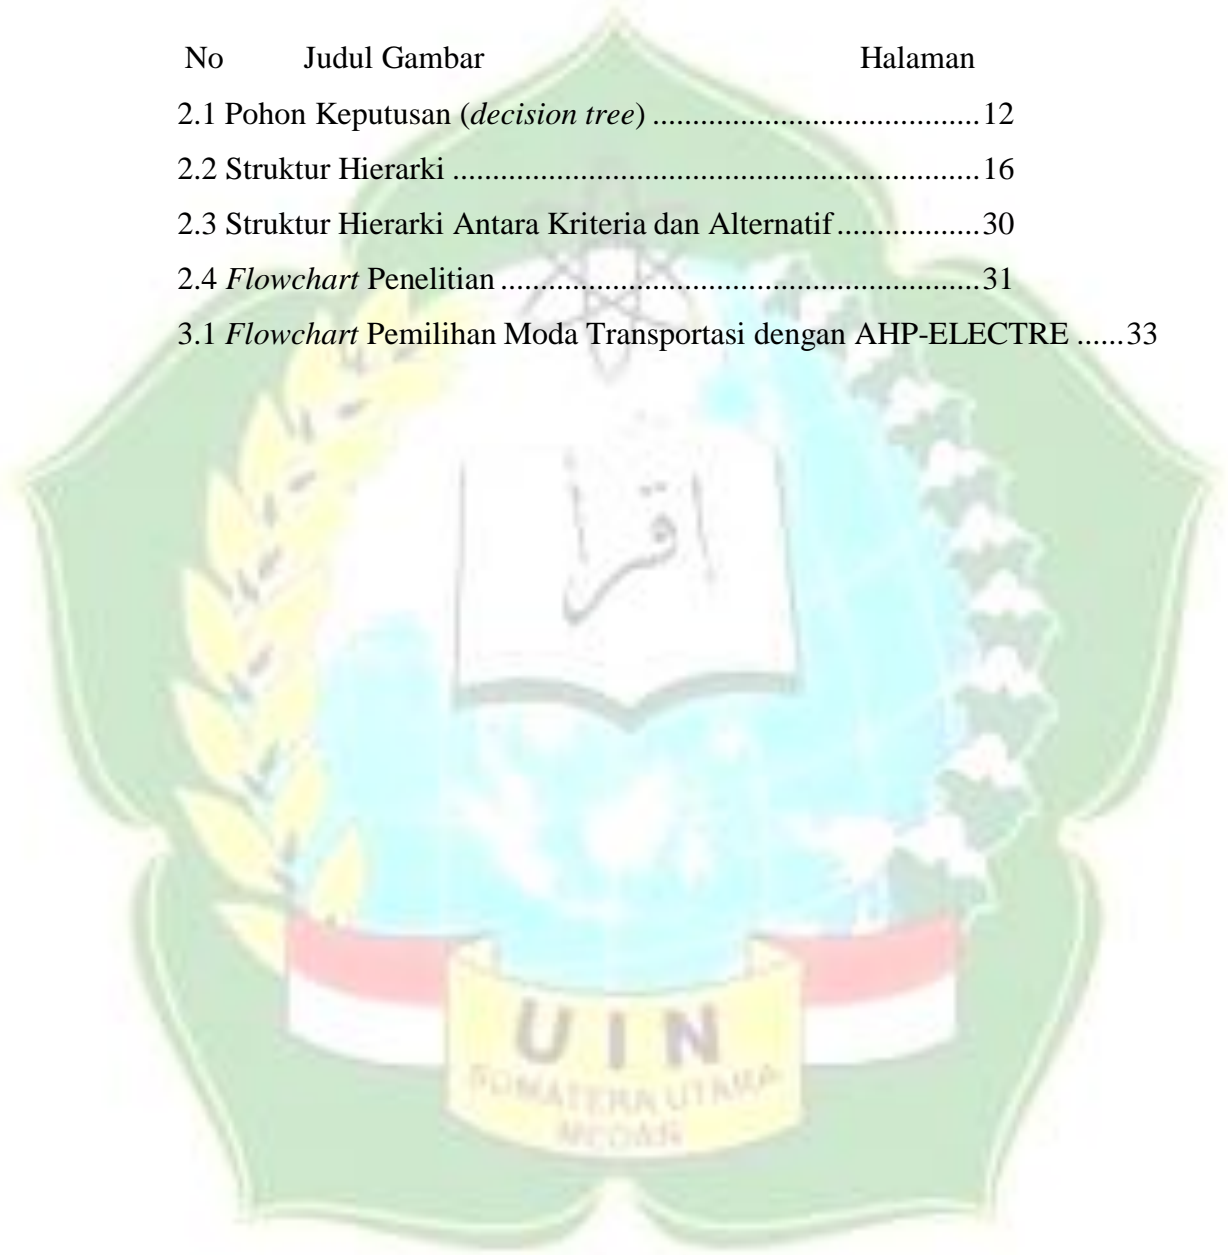 No Judul Gambar Halaman
2.1 Pohon Keputusan (decision tree) .........................................12
2.2 Struktur Hierarki ..................................................................16
2.3 Struktur Hierarki Antara Kriteria dan Alternatif..................30
2.4 Flowchart Penelitian ............................................................31
3.1 Flowchart Pemilihan Moda Transportasi dengan AHP-ELECTRE ......33
اقرأ
UIN
SUMATERA UTARA
MEDAN